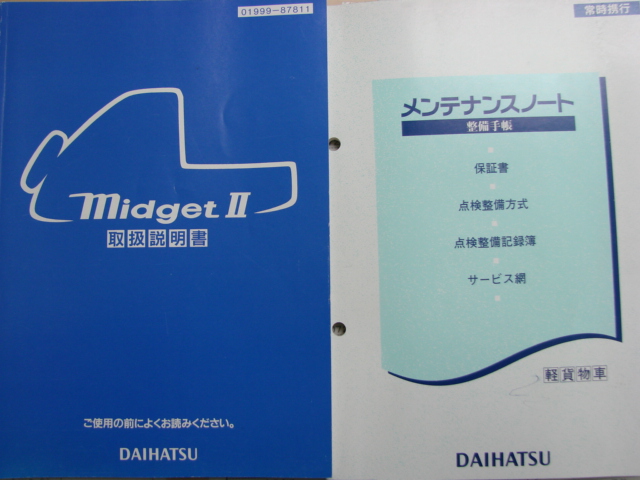 01999-87811
midget II
取扱説明書
ご使用の前によくお読みください。
DAIHATSU
常時携行
メンテナンスノート
整備手帳
保証書
点検整備方式
点検整備記録簿
サービス網
軽貨物車
DAIHATSU